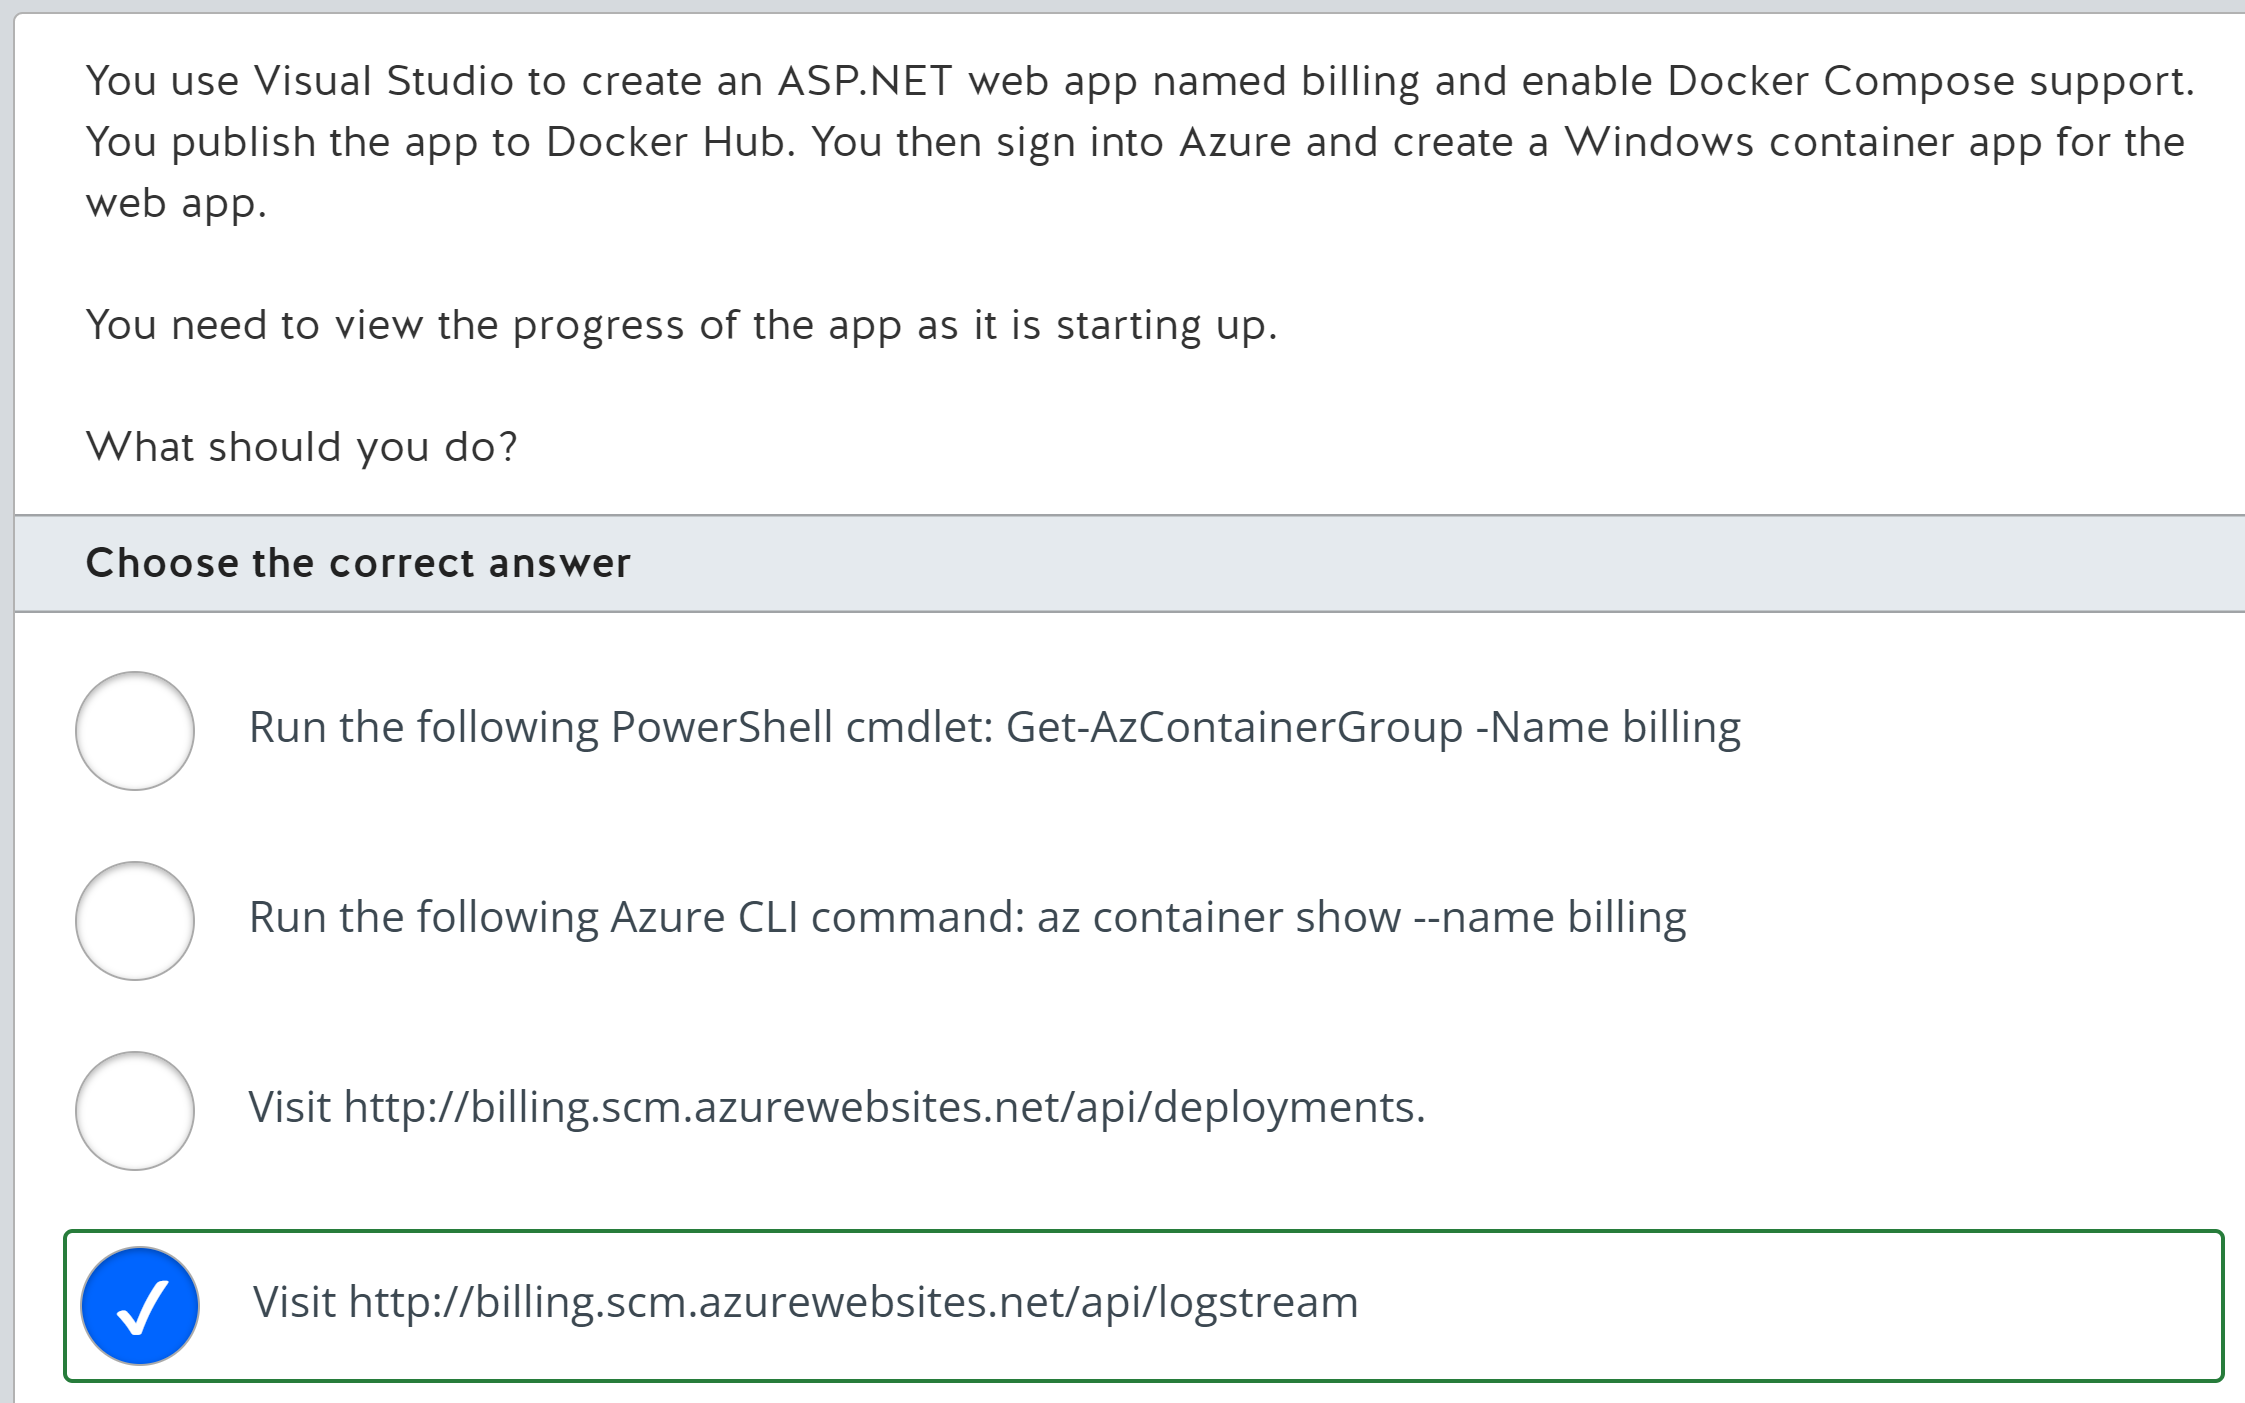 You use Visual Studio to create an ASP.NET web app named billing and enable Docker Compose support.
You publish the app to Docker Hub. You then sign into Azure and create a Windows container app for the
web app.
You need to view the progress of the app as it is starting up.
What should you do?
Choose the correct answer
Run the following PowerShell cmdlet: Get-AzContainerGroup -Name billing
Run the following Azure CLI command: az container show --name billing
Visit http://billing.scm.azurewebsites.net/api/deployments.
Visit http://billing.scm.azurewebsites.net/api/logstream